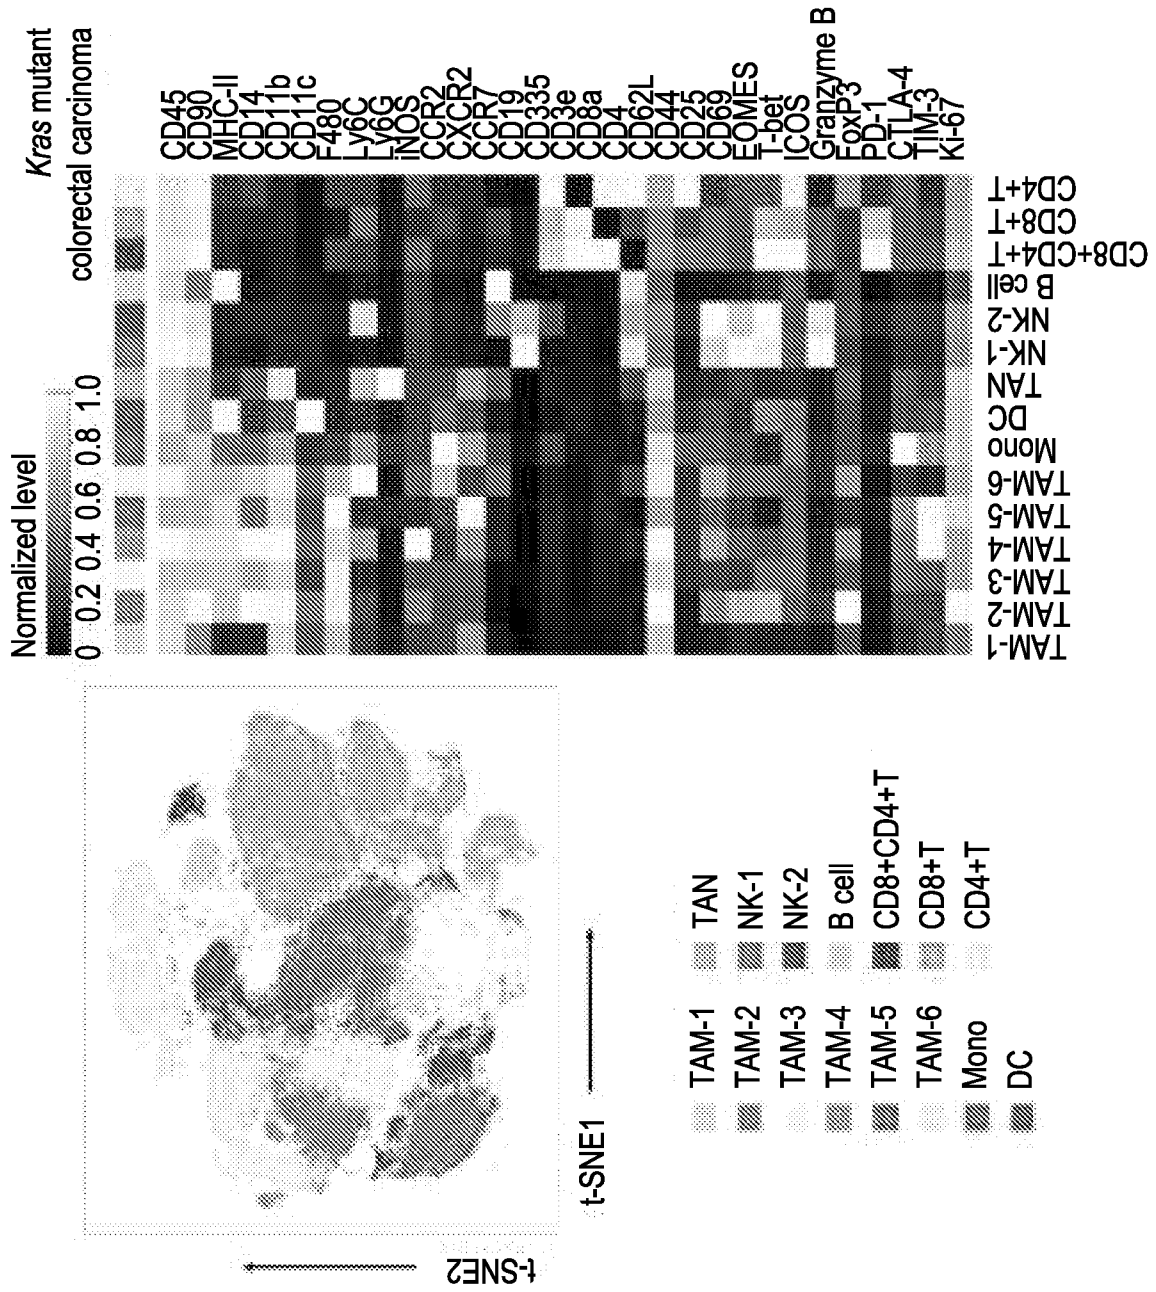 Kras mutant
colorectal carcinoma
Normalized level
0 0.2 0.4 0.6 0.8 1.0
CD45
CD90
MHC-II
CD14
CD11b
CD11c
F480
Ly6C
Ly6G
iNOS
CCR2
CXCR2
CCR7
CD19
CD335
CD3e
CD8a
CD4
CD62L
CD44
CD25
CD69
EOMES
T-bet
ICOS
Granzyme B
FoxP3
PD-1
CTLA-4
TIM-3
Ki-67
TAM-1
TAM-2
TAM-3
TAM-4
TAM-5
TAM-6
Mono
DC
TAN
NK-1
NK-2
B cell
CD8+CD4+T
CD8+T
CD4+T
t-SNE2
t-SNE1
TAM-1
TAM-2
TAM-3
TAM-4
TAM-5
TAM-6
Mono
DC
TAN
NK-1
NK-2
B cell
CD8+CD4+T
CD8+T
CD4+T